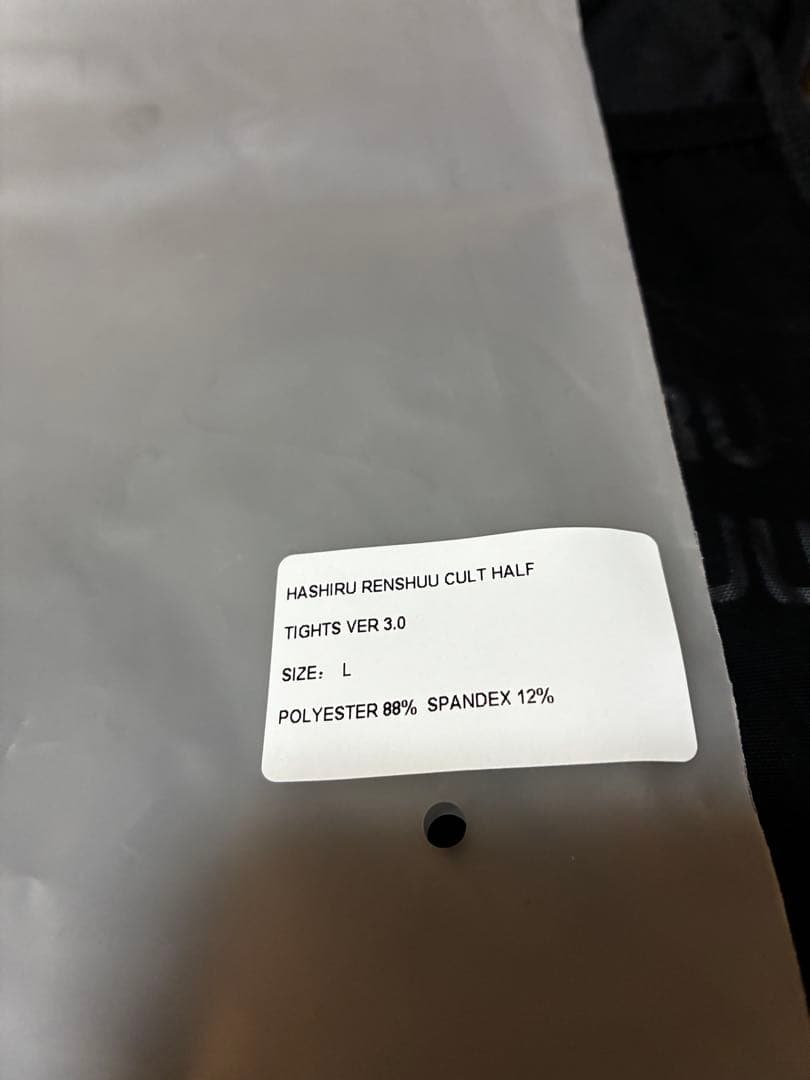 HASHIRU RENSHUU CULT HALF
TIGHTS VER 3.0
SIZE: L
POLYESTER 88% SPANDEX 12%